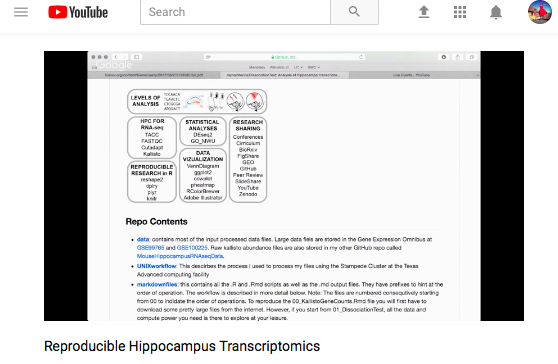 YouTube
Search
GitHub, Inc.
LEVELS OF
ANALYSIS
HPC FOR
RNA-seq
TACC
FASTQC
Cutadapt
Kallisto
REPRODUCIBLE
RESEARCH in R
reshape2
dplyr
plyr
knitr
STATISTICAL
ANALYSES
DESeq2
GO_MWU
DATA
VIZUALIZATION
VennDiagram
ggplot2
cowplot
pheatmap
RColorBrewer
Adobe Illustrator
RESEARCH
SHARING
Conferences
Cirriculum
BioRxiv
FigShare
GEO
GitHub
Peer Review
SlideShare
YouTube
Zenodo
Repo Contents
data: contains most of the input processed data files. Large data fiels are stored in the Gene Expression Omnibus at
GSE99765 and GSE100225. Raw kallisto abundance files are also stored in my other GitHub repo called
MouseHippocampusRNAseqData.
UNIXworkflow: This descirbes the process I used to process my files using the Stampede Cluster at the Texas
Advanced computing facility
markdownfiles: this contains all the .R and .Rmd scripts as well as the .md output files. They have prefixes to hint at the
order of operation. The workflow is described in more detail below. Note: The files are numbered consecutively starting
from 00 to inidate the order of operations. To reproduce the 00_KallistoGeneCounts.Rmd file you will first have to
download some pretty large files from the internet. However, if you start from 01_DissociationTest, all the data and
compute power you need is there to explore at your leisure.
Reproducible Hippocampus Transcriptomics